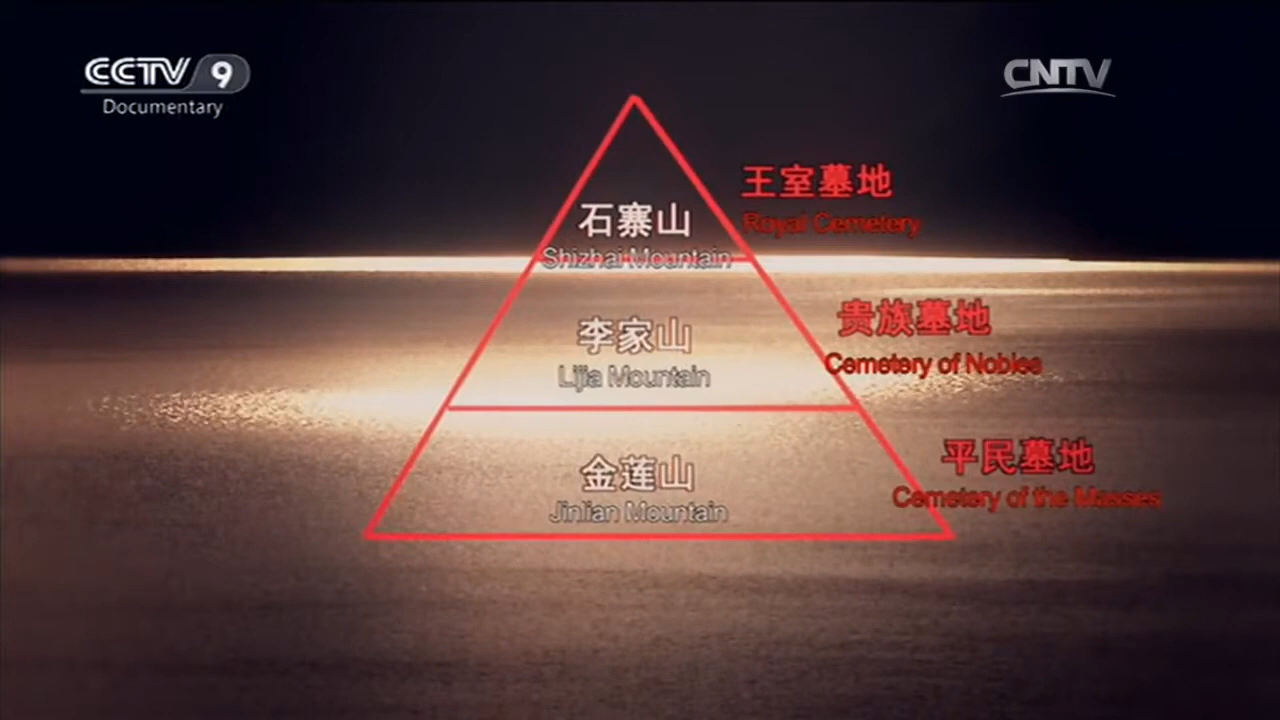 CCTV 9
Documentary
CNTV
王室墓地
Royal Cemetery
石寨山
Shizhai Mountain
贵族墓地
Cemetery of Nobles
李家山
Lijia Mountain
平民墓地
Cemetery of the Masses
金莲山
Jinlian Mountain